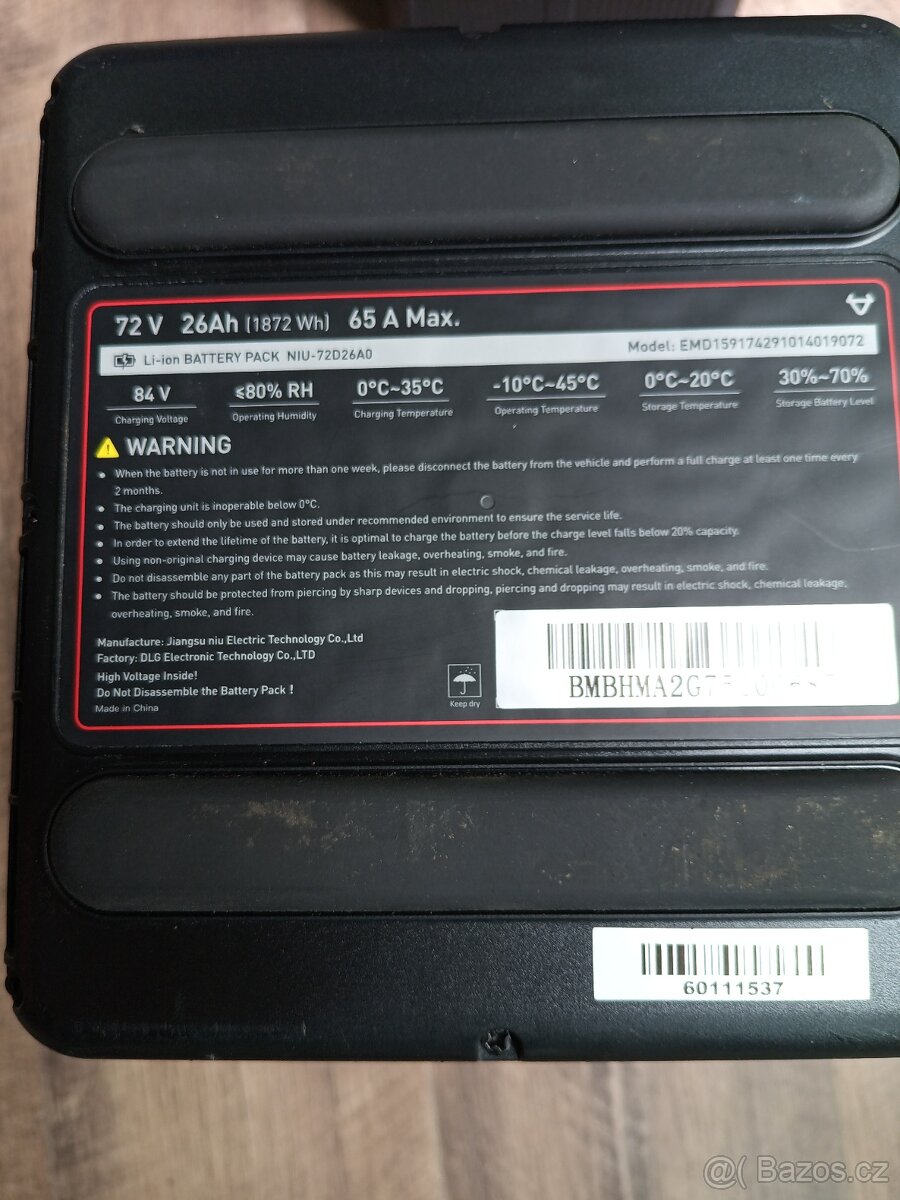 72 V 26Ah (1872 Wh) 65 A Max.
Li-ion BATTERY PACK NIU-72D26A0 Model: EMD159174291014019072
84 V ≤80% RH 0°C~35°C -10°C~45°C 0°C~20°C 30%~70%
Charging Voltage Operating Humidity Charging Temperature Operating Temperature Storage Temperature Storage Battery Level
WARNING
• When the battery is not in use for more than one week, please disconnect the battery from the vehicle and perform a full charge at least one time every
2 months.
• The charging unit is inoperable below 0°C.
• The battery should only be used and stored under recommended environment to ensure the service life.
• In order to extend the lifetime of the battery, it is optimal to charge the battery before the charge level falls below 20% capacity.
• Using non-original charging device may cause battery leakage, overheating, smoke, and fire.
• Do not disassemble any part of the battery pack as this may result in electric shock, chemical leakage, overheating, smoke, and fire.
• The battery should be protected from piercing by sharp devices and dropping, piercing and dropping may result in electric shock, chemical leakage,
overheating, smoke, and fire.
Manufacture: Jiangsu niu Electric Technology Co.,Ltd
Factory: DLG Electronic Technology Co.,LTD
High Voltage Inside!
Do Not Disassemble the Battery Pack !
Made in China
Keep dry
60111537
@( Bazos.cz